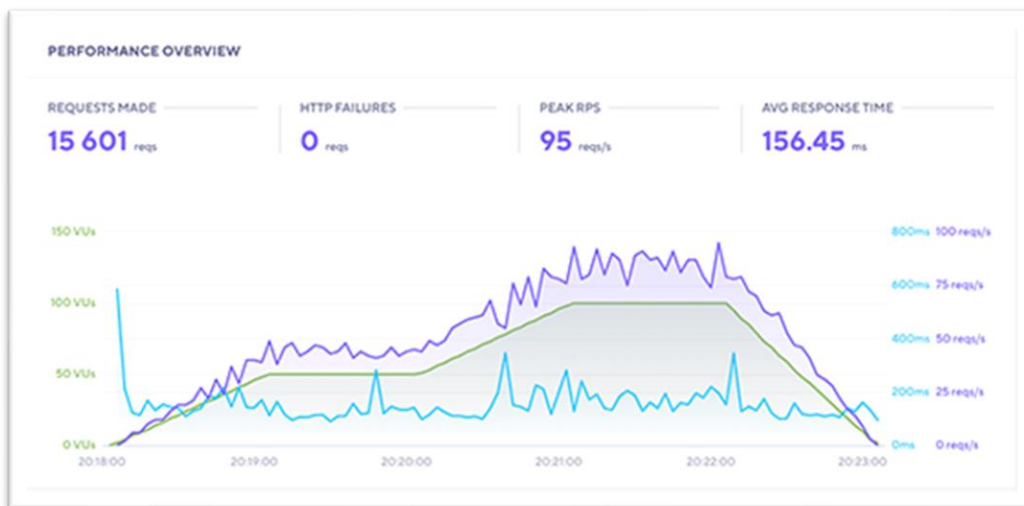 PERFORMANCE OVERVIEW
REQUESTS MADE
15 601 reqs
HTTP FAILURES
0 reqs
PEAK RPS
95 reqs/s
AVG RESPONSE TIME
156.45 ms
150 VUs
100 VUs
50 VUs
0 VUs
800ms 100 reqs/s
600ms 75 reqs/s
400ms 50 reqs/s
200ms 25 reqs/s
0ms 0 reqs/s
20:18:00 20:19:00 20:20:00 20:21:00 20:22:00 20:23:00